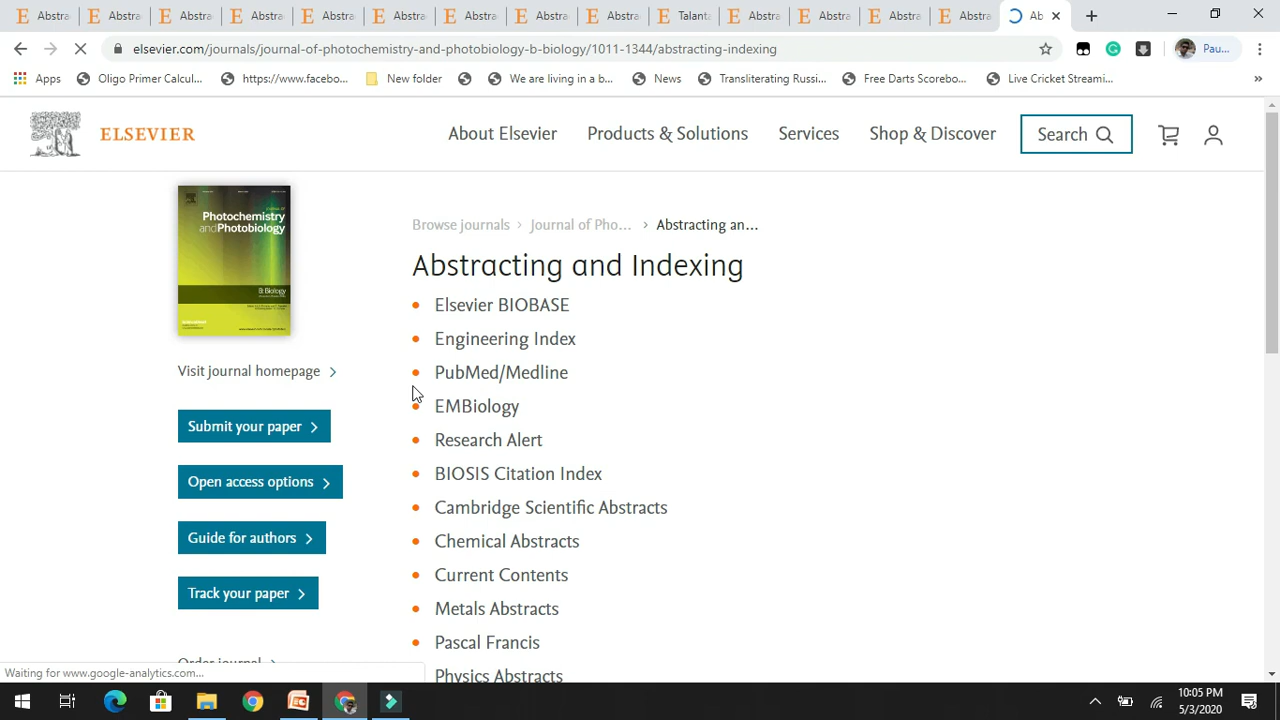 Abstra
Abstra
Abstra
Abstra
Abstra
Abstra
Abstra
Abstra
Abstra
Talanta
Abstra
Abstra
Abstra
Abstra
Ab
elsevier.com/journals/journal-of-photochemistry-and-photobiology-b-biology/1011-1344/abstracting-indexing
Pau...
Apps
Oligo Primer Calcul...
https://www.facebo...
New folder
We are living in a b...
News
Transliterating Russi...
Free Darts Scorebo...
Live Cricket Streami...
»
ELSEVIER
About Elsevier
Products & Solutions
Services
Shop & Discover
Search
Photochemistry
andPhotobiology
B: Biology
Visit journal homepage
Submit your paper
Open access options
Guide for authors
Track your paper
Order journal
Browse journals > Journal of Pho... > Abstracting an...
Abstracting and Indexing
Elsevier BIOBASE
Engineering Index
PubMed/Medline
EMBiology
Research Alert
BIOSIS Citation Index
Cambridge Scientific Abstracts
Chemical Abstracts
Current Contents
Metals Abstracts
Pascal Francis
Physics Abstracts
Waiting for www.google-analytics.com...
10:05 PM
5/3/2020